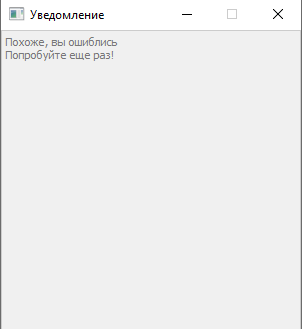 Уведомление
Похоже, вы ошиблись
Попробуйте еще раз!